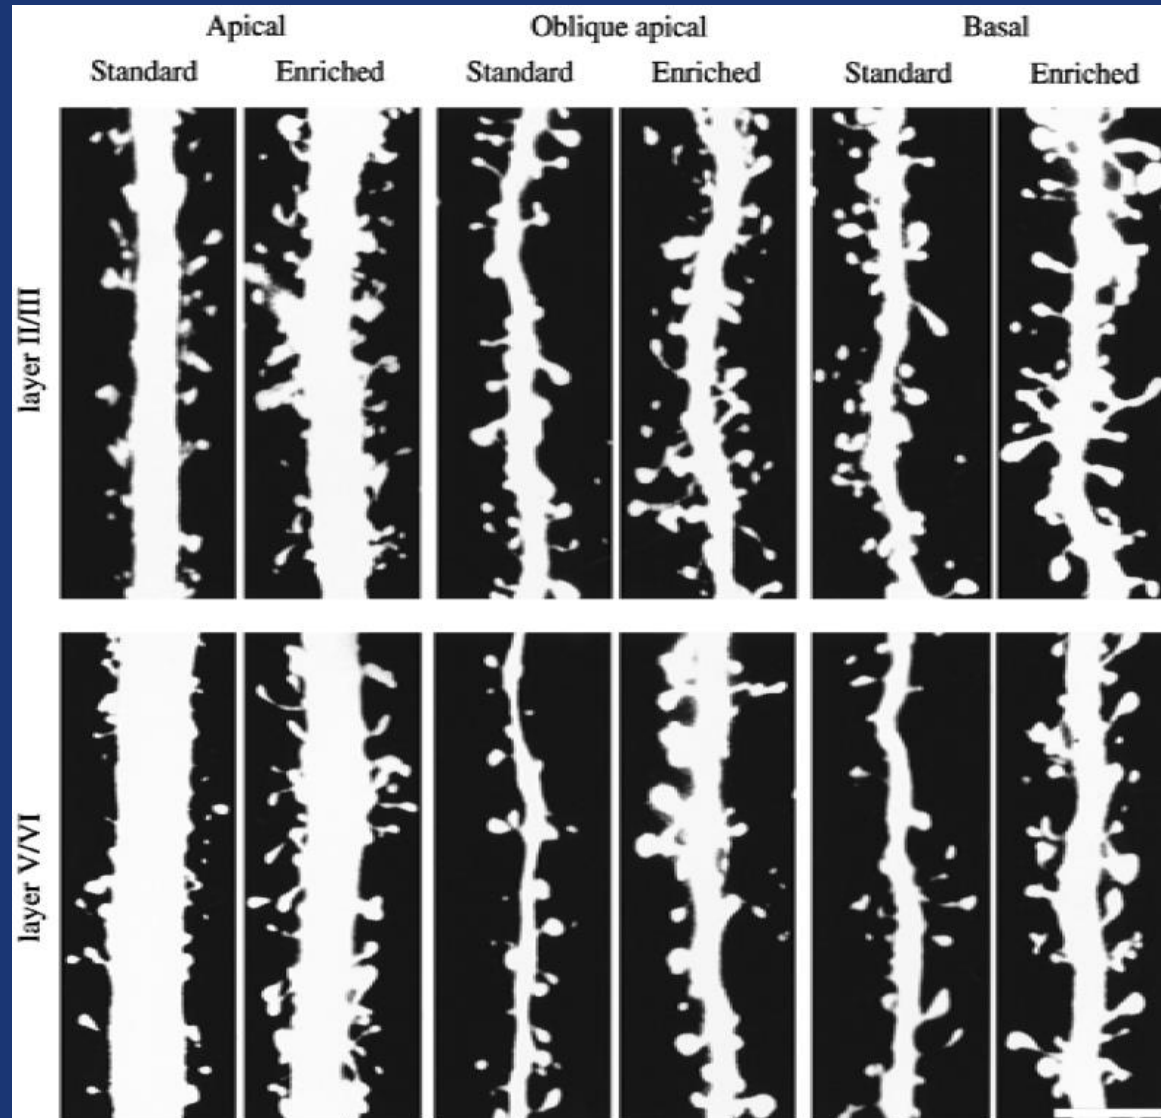 Apical Oblique apical Basal
Standard Enriched Standard Enriched Standard Enriched
layer II/III
layer V/VI